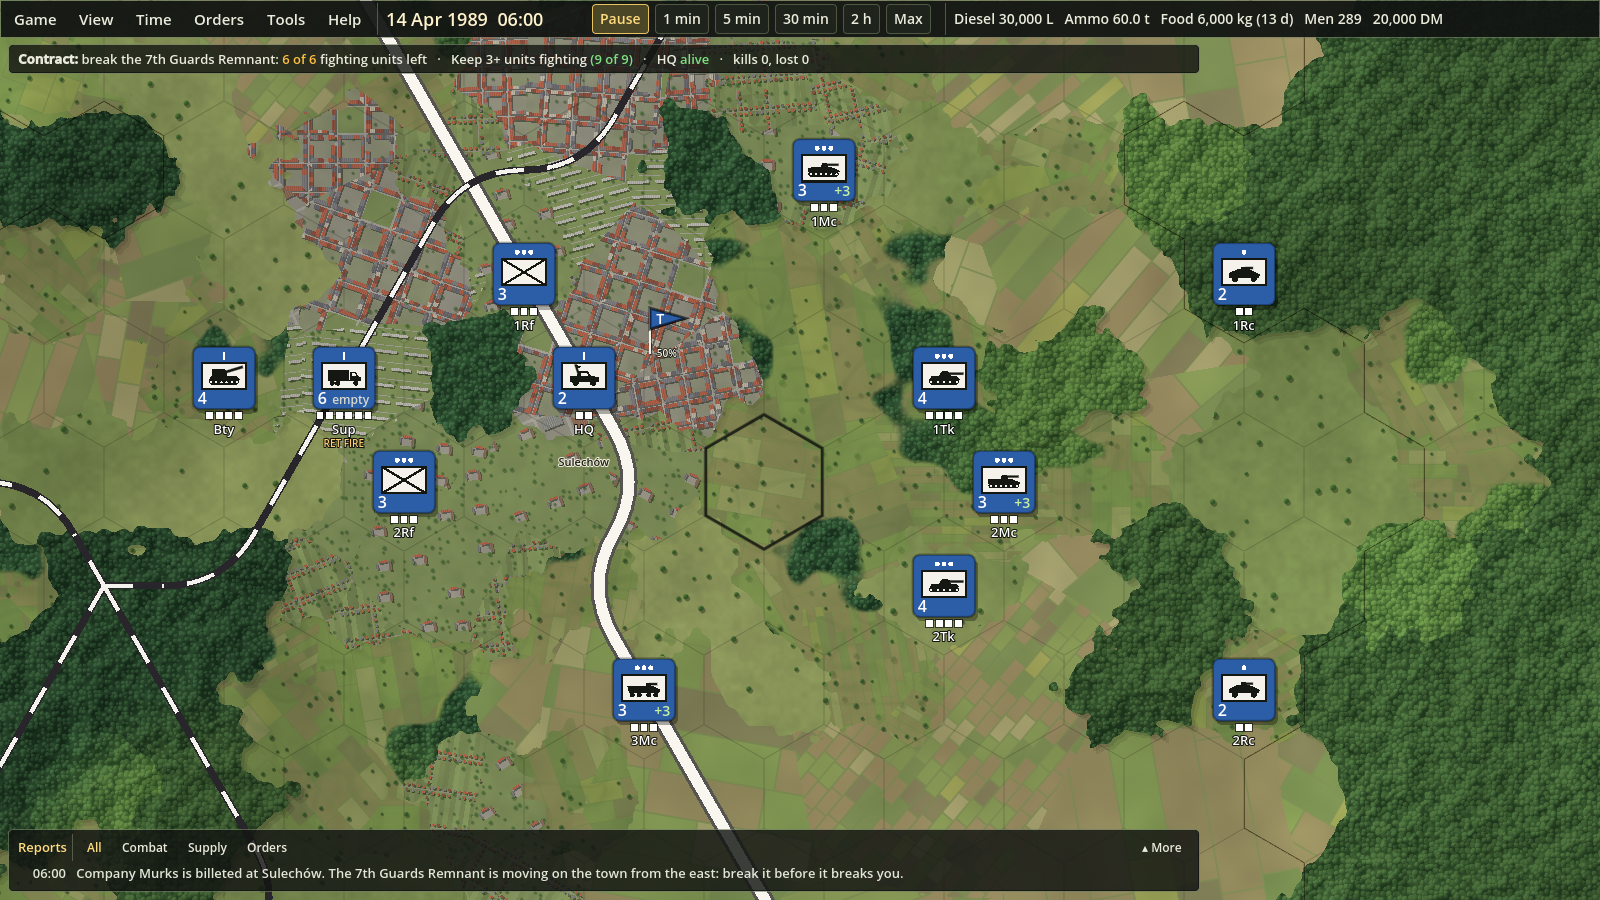 Game View Time Orders Tools Help 14 Apr 1989 06:00 Pause 1 min 5 min 30 min 2 h Max Diesel 30,000 L Ammo 60.0 t Food 6,000 kg (13 d) Men 289 20,000 DM
Contract: break the 7th Guards Remnant: 6 of 6 fighting units left · Keep 3+ units fighting (9 of 9) · HQ alive · kills 0, lost 0
3 +3
1Mc
3
1Rf
2
1Rc
T
50%
4
Bty
6 empty
Sup
RET FIRE
2
HQ
4
1Tk
Sulechów
3
2Rf
3 +3
2Mc
4
2Tk
3 +3
3Mc
2
2Rc
Reports All Combat Supply Orders ▴ More
06:00 Company Murks is billeted at Sulechów. The 7th Guards Remnant is moving on the town from the east: break it before it breaks you.